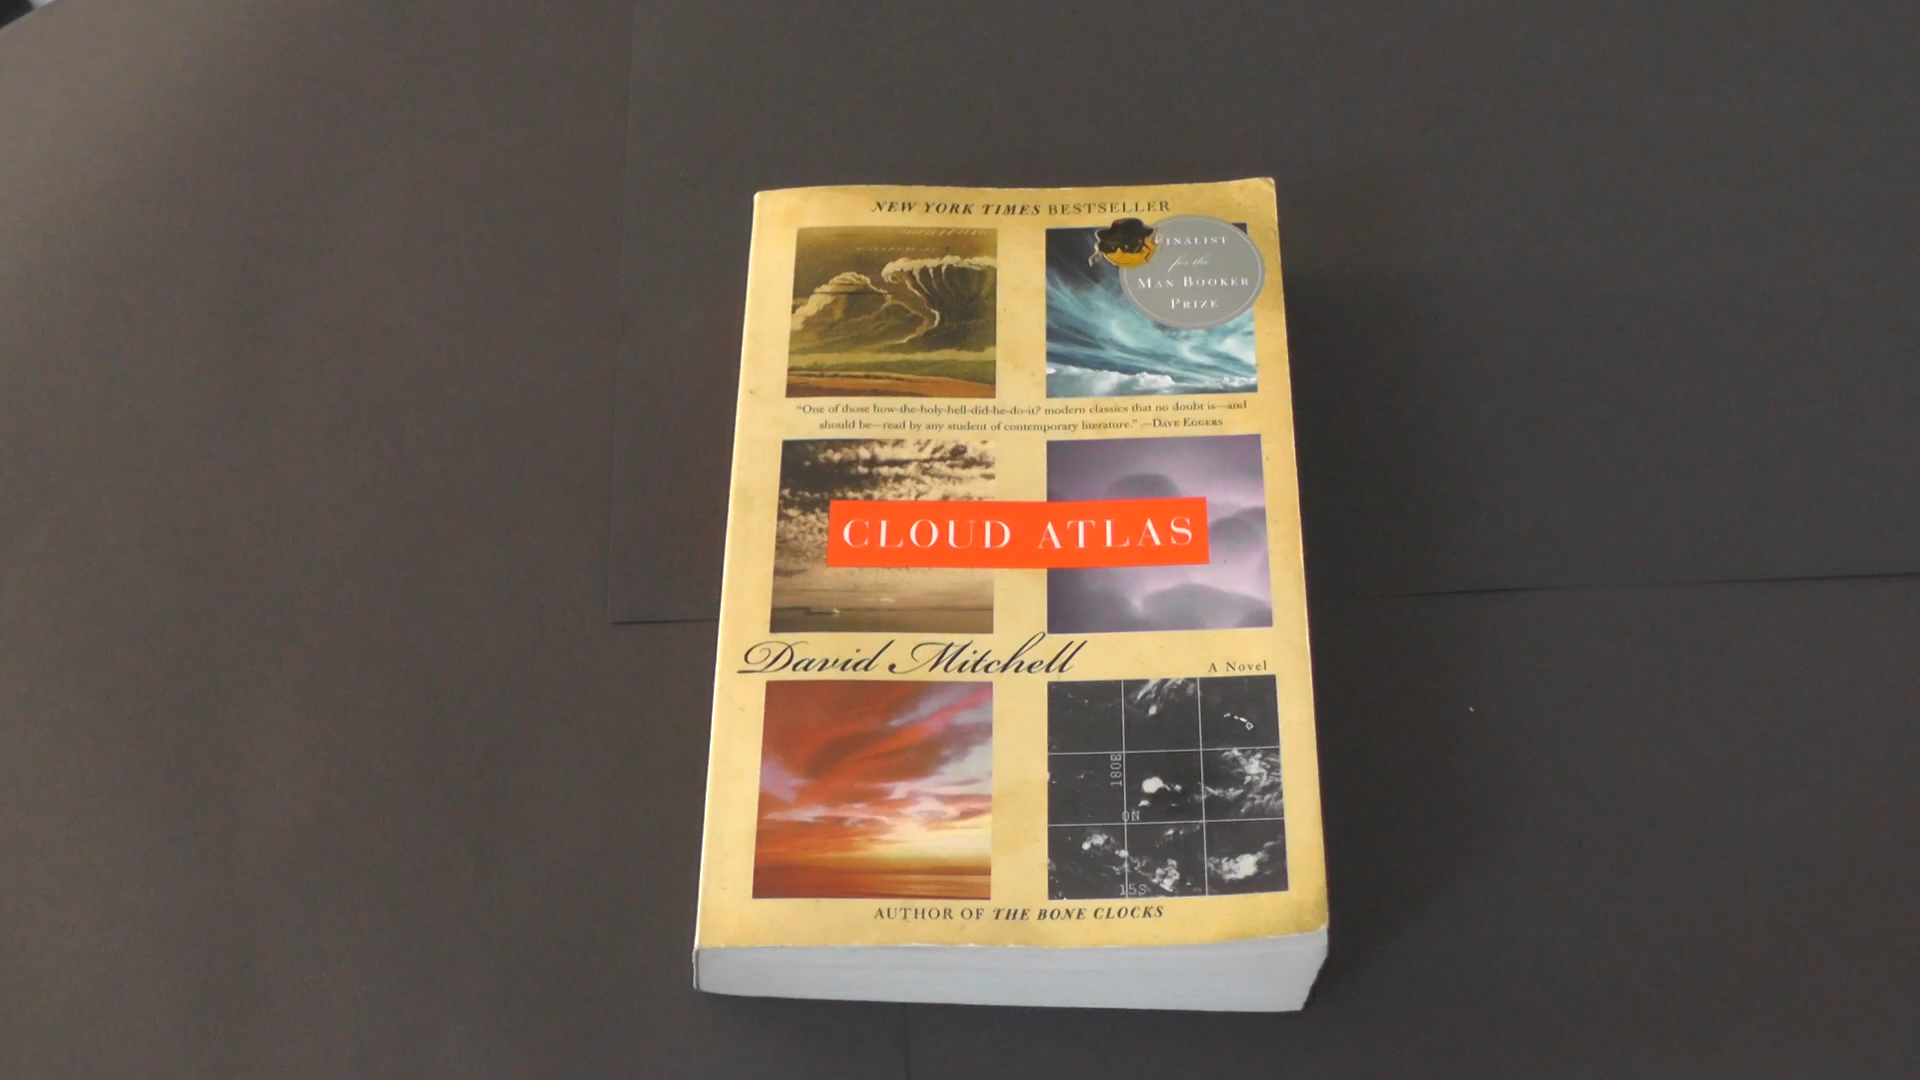 NEW YORK TIMES BESTSELLER
FINALIST
for the
MAN BOOKER
PRIZE
“One of those how-the-holy-hell-did-he-do-it? modern classics that no doubt is—and
should be—read by any student of contemporary literature.” —DAVE EGGERS
CLOUD ATLAS
David Mitchell
A Novel
180E
0N
15S
AUTHOR OF THE BONE CLOCKS